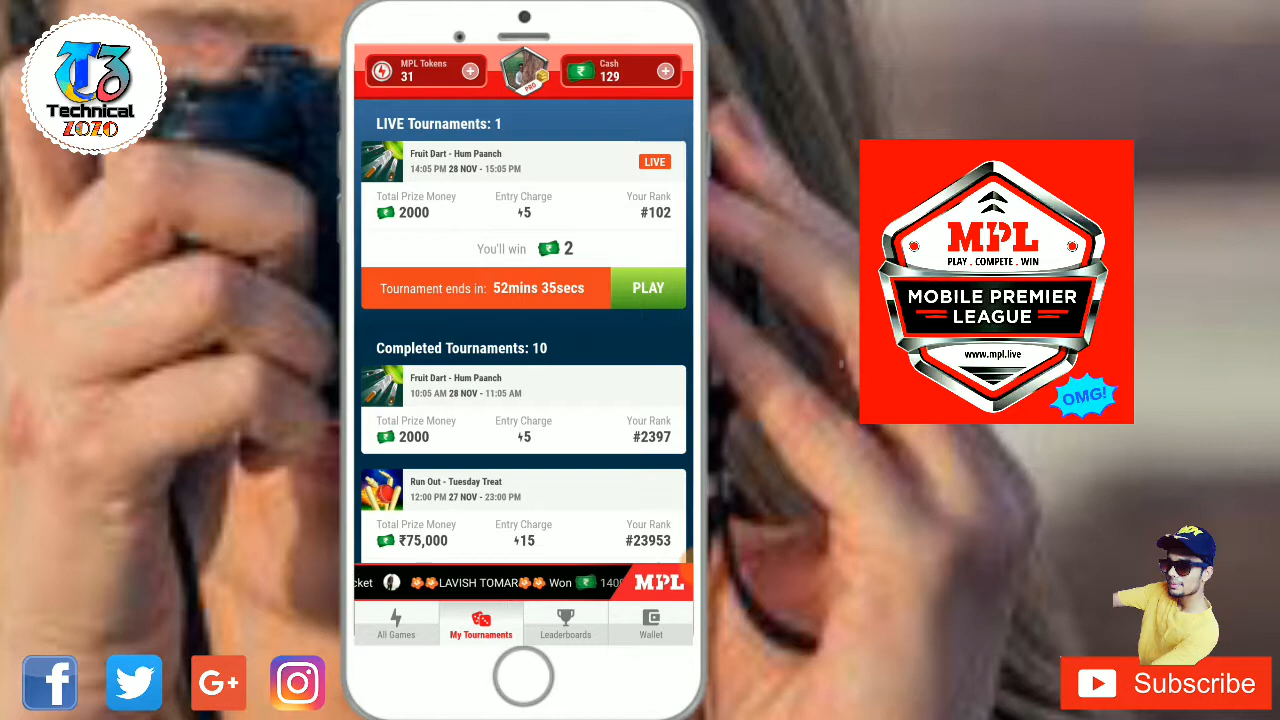 T3
Technical
ZOZO
MPL Tokens
31
PRO
Cash
129
LIVE Tournaments: 1
Fruit Dart - Hum Paanch
14:05 PM 28 NOV - 15:05 PM
LIVE
Total Prize Money
Entry Charge
Your Rank
2000
5
#102
You'll win
2
Tournament ends in: 52mins 35secs
PLAY
Completed Tournaments: 10
Fruit Dart - Hum Paanch
10:05 AM 28 NOV - 11:05 AM
Total Prize Money
Entry Charge
Your Rank
2000
5
#2397
Run Out - Tuesday Treat
12:00 PM 27 NOV - 23:00 PM
Total Prize Money
Entry Charge
Your Rank
₹75,000
15
#23953
cket
LAVISH TOMAR Won 140
MPL
All Games
My Tournaments
Leaderboards
Wallet
MPL
PLAY . COMPETE . WIN
MOBILE PREMIER
LEAGUE
www.mpl.live
OMG!
f
G+
Subscribe